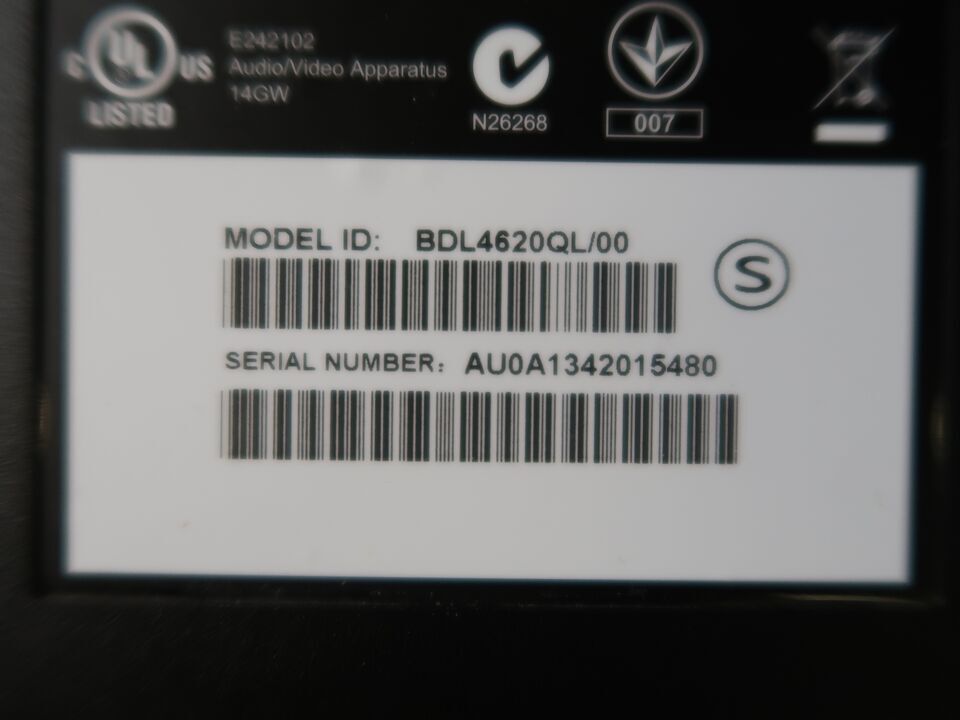 C UL US
LISTED
E242102
Audio/Video Apparatus
14GW
N26268
007
MODEL ID: BDL4620QL/00
S
SERIAL NUMBER: AU0A1342015480